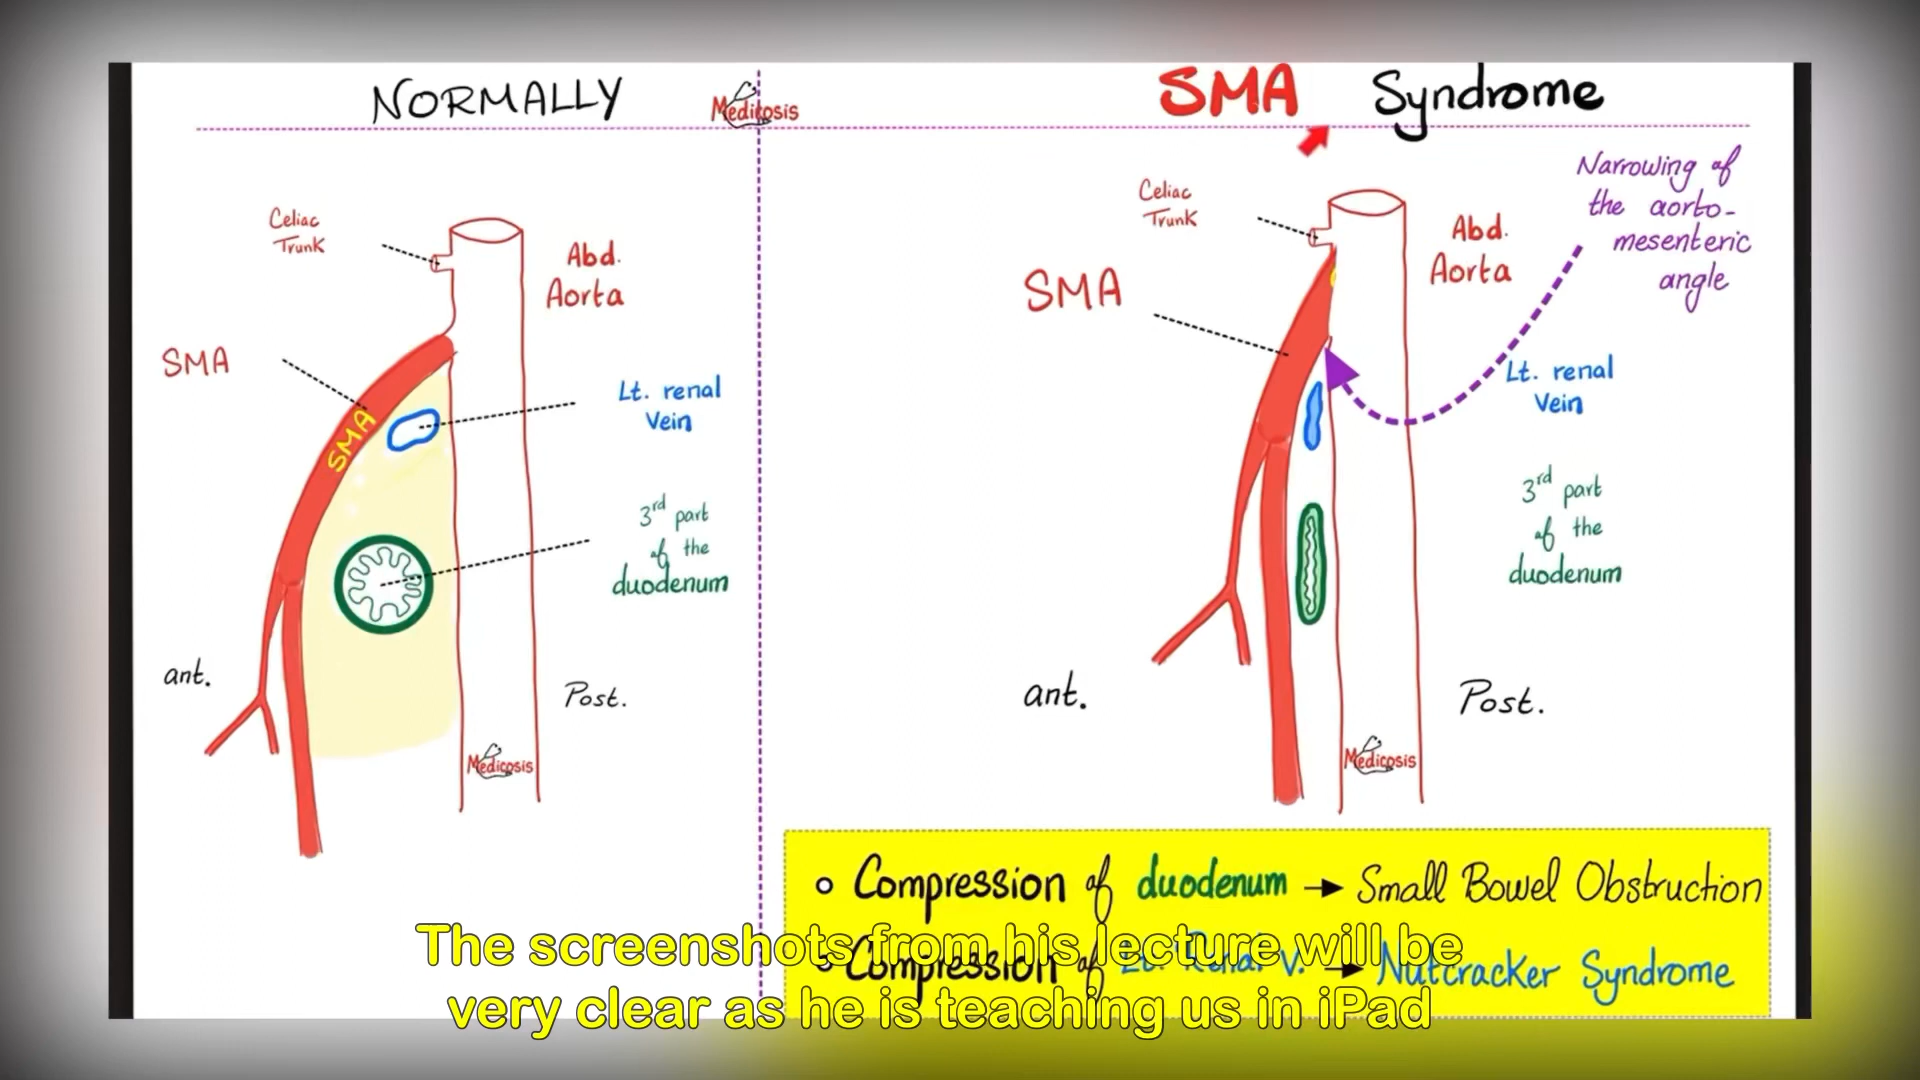 NORMALLY
Medicosis
SMA Syndrome
Celiac
Trunk
Abd.
Aorta
SMA
SMA
Lt. renal
Vein
3rd part
of the
duodenum
ant.
Post.
Medicosis
Celiac
Trunk
SMA
Abd.
Aorta
Narrowing of
the aorto-
mesenteric
angle
Lt. renal
Vein
3rd part
of the
duodenum
ant.
Post.
Medicosis
Compression of duodenum → Small Bowel Obstruction
Compression of Lt. Renal V. → Nutcracker Syndrome
The screenshots from his lecture will be
very clear as he is teaching us in iPad